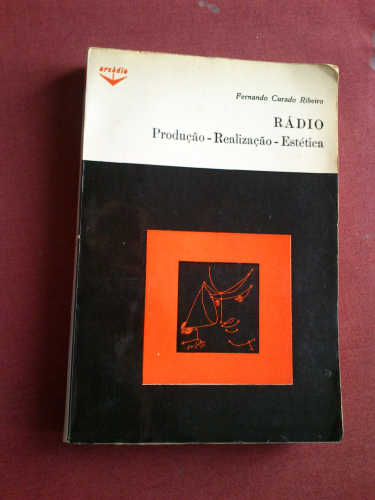 arcádia
Fernando Curado Ribeiro
RÁDIO
Produção - Realização - Estética